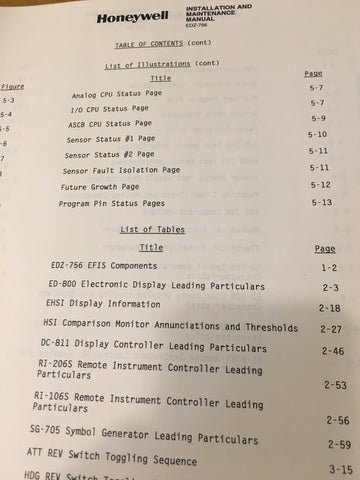 Honeywell
INSTALLATION AND
MAINTENANCE
MANUAL
EDZ-756
TABLE OF CONTENTS (cont)
List of Illustrations (cont)
Figure Title Page
5-3 Analog CPU Status Page 5-7
I/O CPU Status Page 5-7
ASCB CPU Status Page 5-9
Sensor Status #1 Page 5-10
Sensor Status #2 Page 5-11
Sensor Fault Isolation Page 5-11
Future Growth Page 5-12
Program Pin Status Pages 5-13
List of Tables
Title Page
EDZ-756 EFIS Components 1-2
ED-800 Electronic Display Leading Particulars 2-3
EHSI Display Information 2-18
HSI Comparison Monitor Annunciations and Thresholds 2-27
DC-811 Display Controller Leading Particulars 2-46
RI-206S Remote Instrument Controller Leading
Particulars 2-53
RI-106S Remote Instrument Controller Leading
Particulars 2-56
SG-705 Symbol Generator Leading Particulars 2-59
ATT REV Switch Toggling Sequence 3-15
HDG REV Switch Toggling